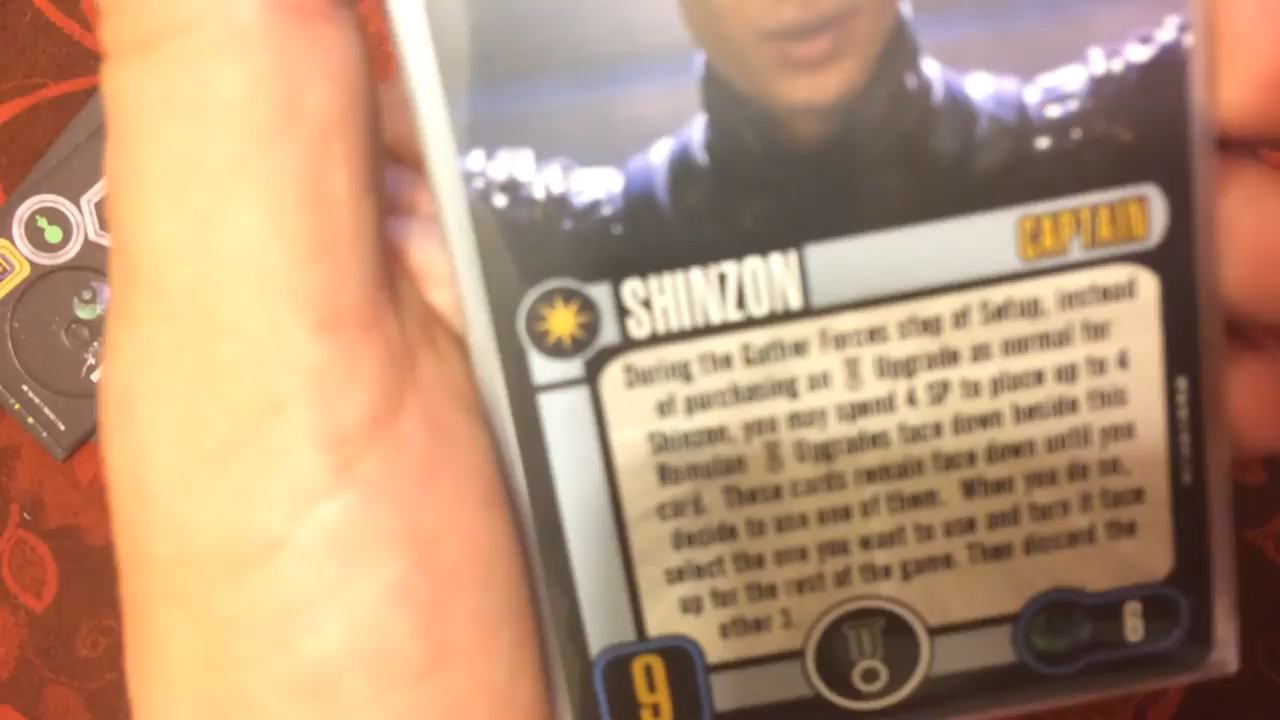 SHINZON
CAPTAIN
During the Gather Forces step of Setup, instead
of purchasing an Upgrade as normal for
Shinzon, you may spend 4 SP to place up to 4
Romulan Upgrades face down beside this
card. These cards remain face down until you
decide to use one of them. When you do so,
select the one you want to use and turn it face
up for the rest of the game. Then discard the
other 3.
9
6